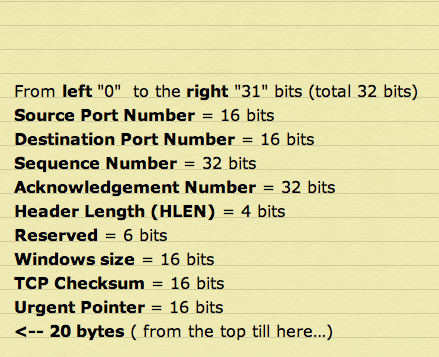 From left "0"  to the right "31" bits (total 32 bits)
Source Port Number = 16 bits
Destination Port Number = 16 bits
Sequence Number = 32 bits
Acknowledgement Number = 32 bits
Header Length (HLEN) = 4 bits
Reserved = 6 bits
Windows size = 16 bits
TCP Checksum = 16 bits
Urgent Pointer = 16 bits
<-- 20 bytes ( from the top till here...)